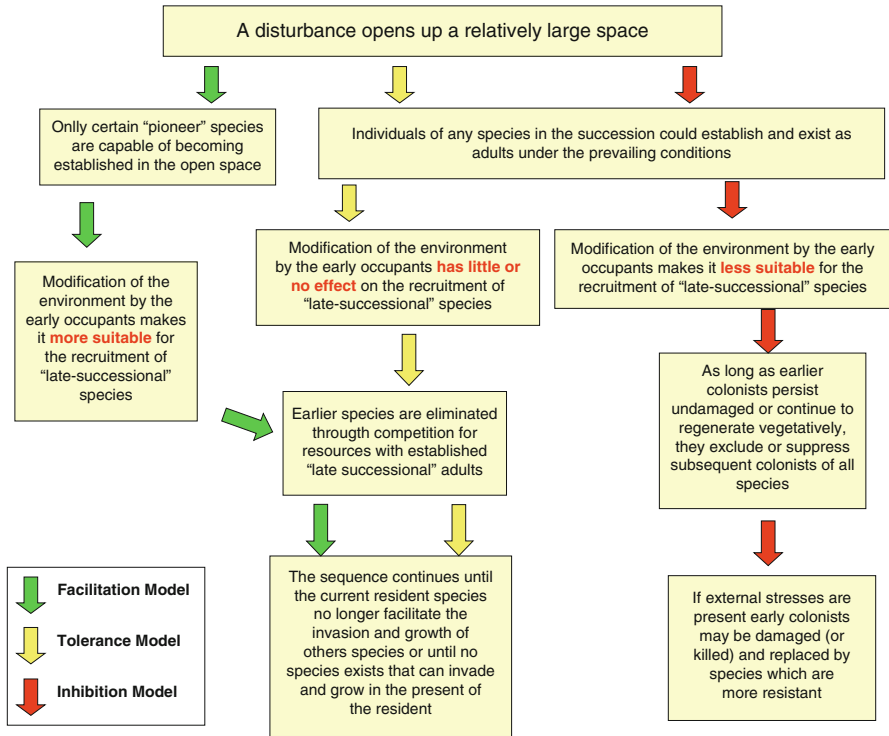 A disturbance opens up a relatively large space
Onlly certain “pioneer” species
are capable of becoming
established in the open space
Individuals of any species in the succession could establish and exist as
adults under the prevailing conditions
Modification of the
environment by the
early occupants makes
it more suitable for
the recruitment of
“late-successional”
species
Modification of the environment
by the early occupants has little or
no effect on the recruitment of
“late-successional” species
Modification of the environment by the early
occupants makes it less suitable for the
recruitment of “late-successional” species
Earlier species are eliminated
througth competition for
resources with established
“late successional” adults
As long as earlier
colonists persist
undamaged or continue to
regenerate vegetatively,
they exclude or suppress
subsequent colonists of all
species
The sequence continues until
the current resident species
no longer facilitate the
invasion and growth of
others species or until no
species exists that can invade
and grow in the present of
the resident
If external stresses are
present early colonists
may be damaged (or
killed) and replaced by
species which are
more resistant
Facilitation Model
Tolerance Model
Inhibition Model